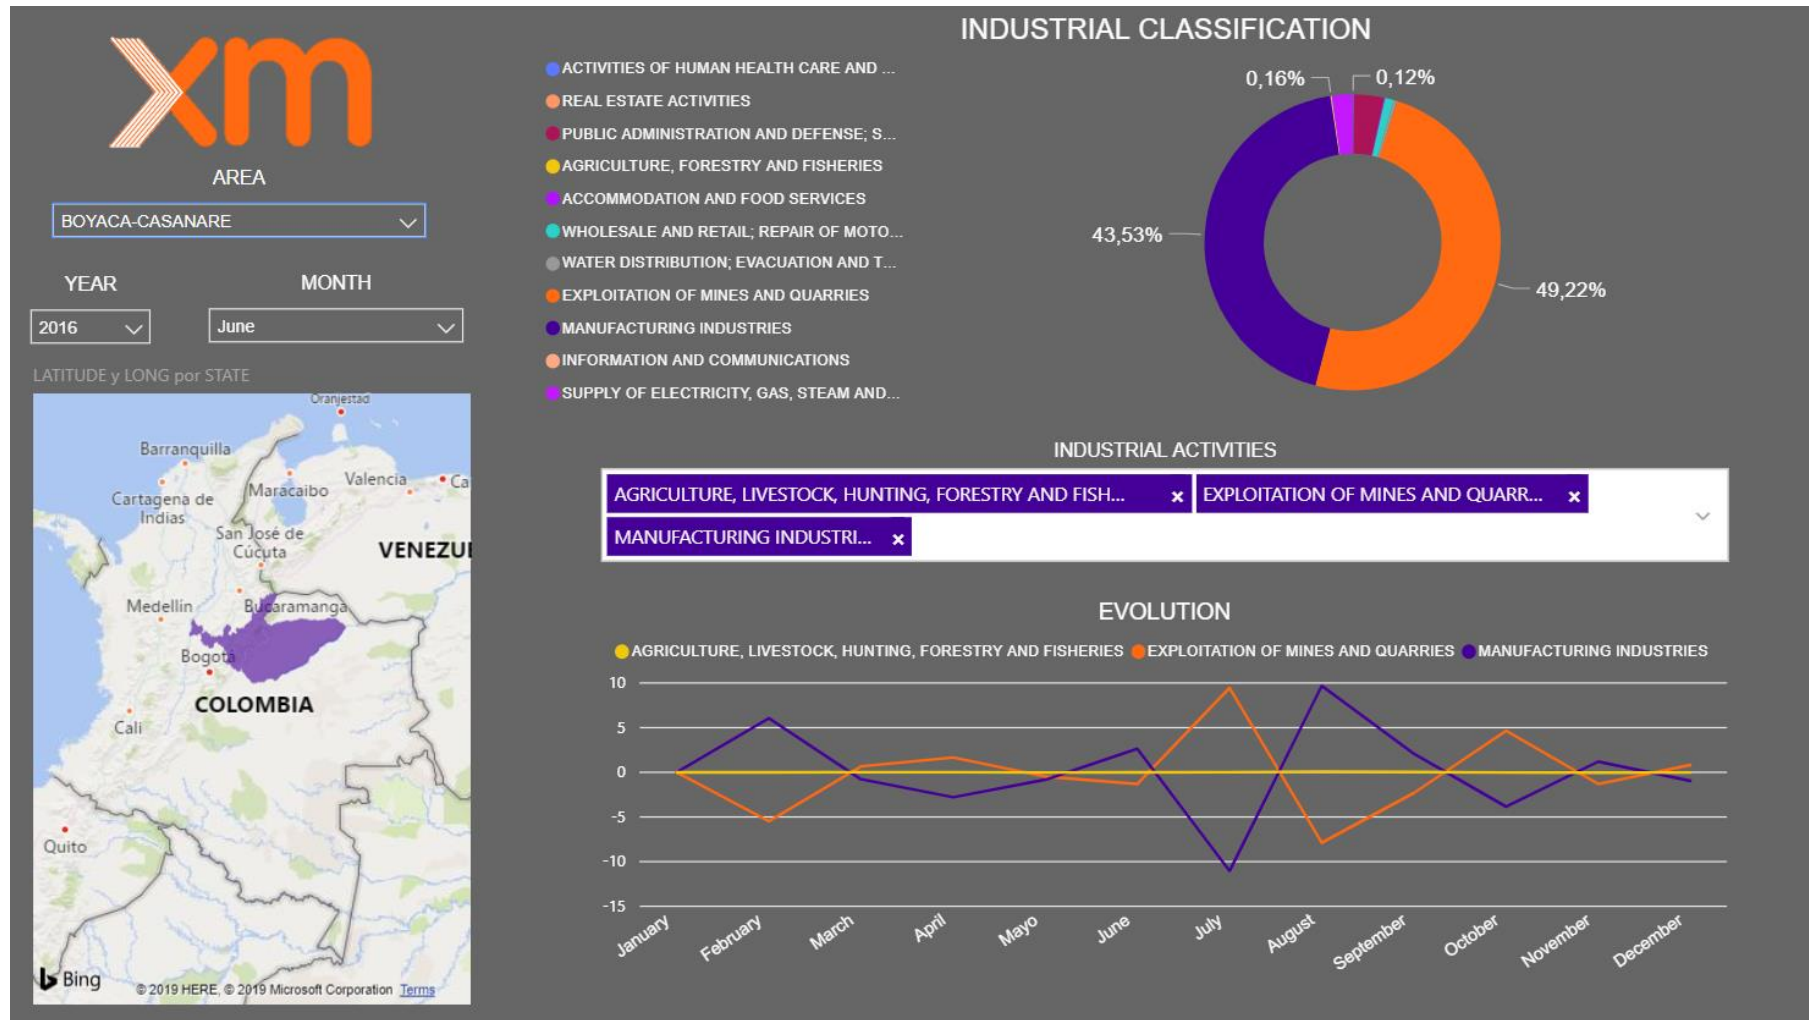 xm
AREA
BOYACA-CASANARE
YEAR
MONTH
2016
June
LATITUDE y LONG por STATE
Oranjestad
Barranquilla
Valencia
Ca
Maracaibo
Cartagena de
Indias
San José de
Cúcuta
VENEZUE
Medellín
Bucaramanga
Bogotá
COLOMBIA
Cali
Quito
Bing
© 2019 HERE, © 2019 Microsoft Corporation Terms
INDUSTRIAL CLASSIFICATION
ACTIVITIES OF HUMAN HEALTH CARE AND ...
REAL ESTATE ACTIVITIES
PUBLIC ADMINISTRATION AND DEFENSE; S...
AGRICULTURE, FORESTRY AND FISHERIES
ACCOMMODATION AND FOOD SERVICES
WHOLESALE AND RETAIL; REPAIR OF MOTO...
WATER DISTRIBUTION; EVACUATION AND T...
EXPLOITATION OF MINES AND QUARRIES
MANUFACTURING INDUSTRIES
INFORMATION AND COMMUNICATIONS
SUPPLY OF ELECTRICITY, GAS, STEAM AND...
0,16%
0,12%
43,53%
49,22%
INDUSTRIAL ACTIVITIES
AGRICULTURE, LIVESTOCK, HUNTING, FORESTRY AND FISH... × EXPLOITATION OF MINES AND QUARR... ×
MANUFACTURING INDUSTRI... ×
EVOLUTION
AGRICULTURE, LIVESTOCK, HUNTING, FORESTRY AND FISHERIES EXPLOITATION OF MINES AND QUARRIES MANUFACTURING INDUSTRIES
10
5
0
-5
-10
-15
January February March April Mayo June July August September October November December